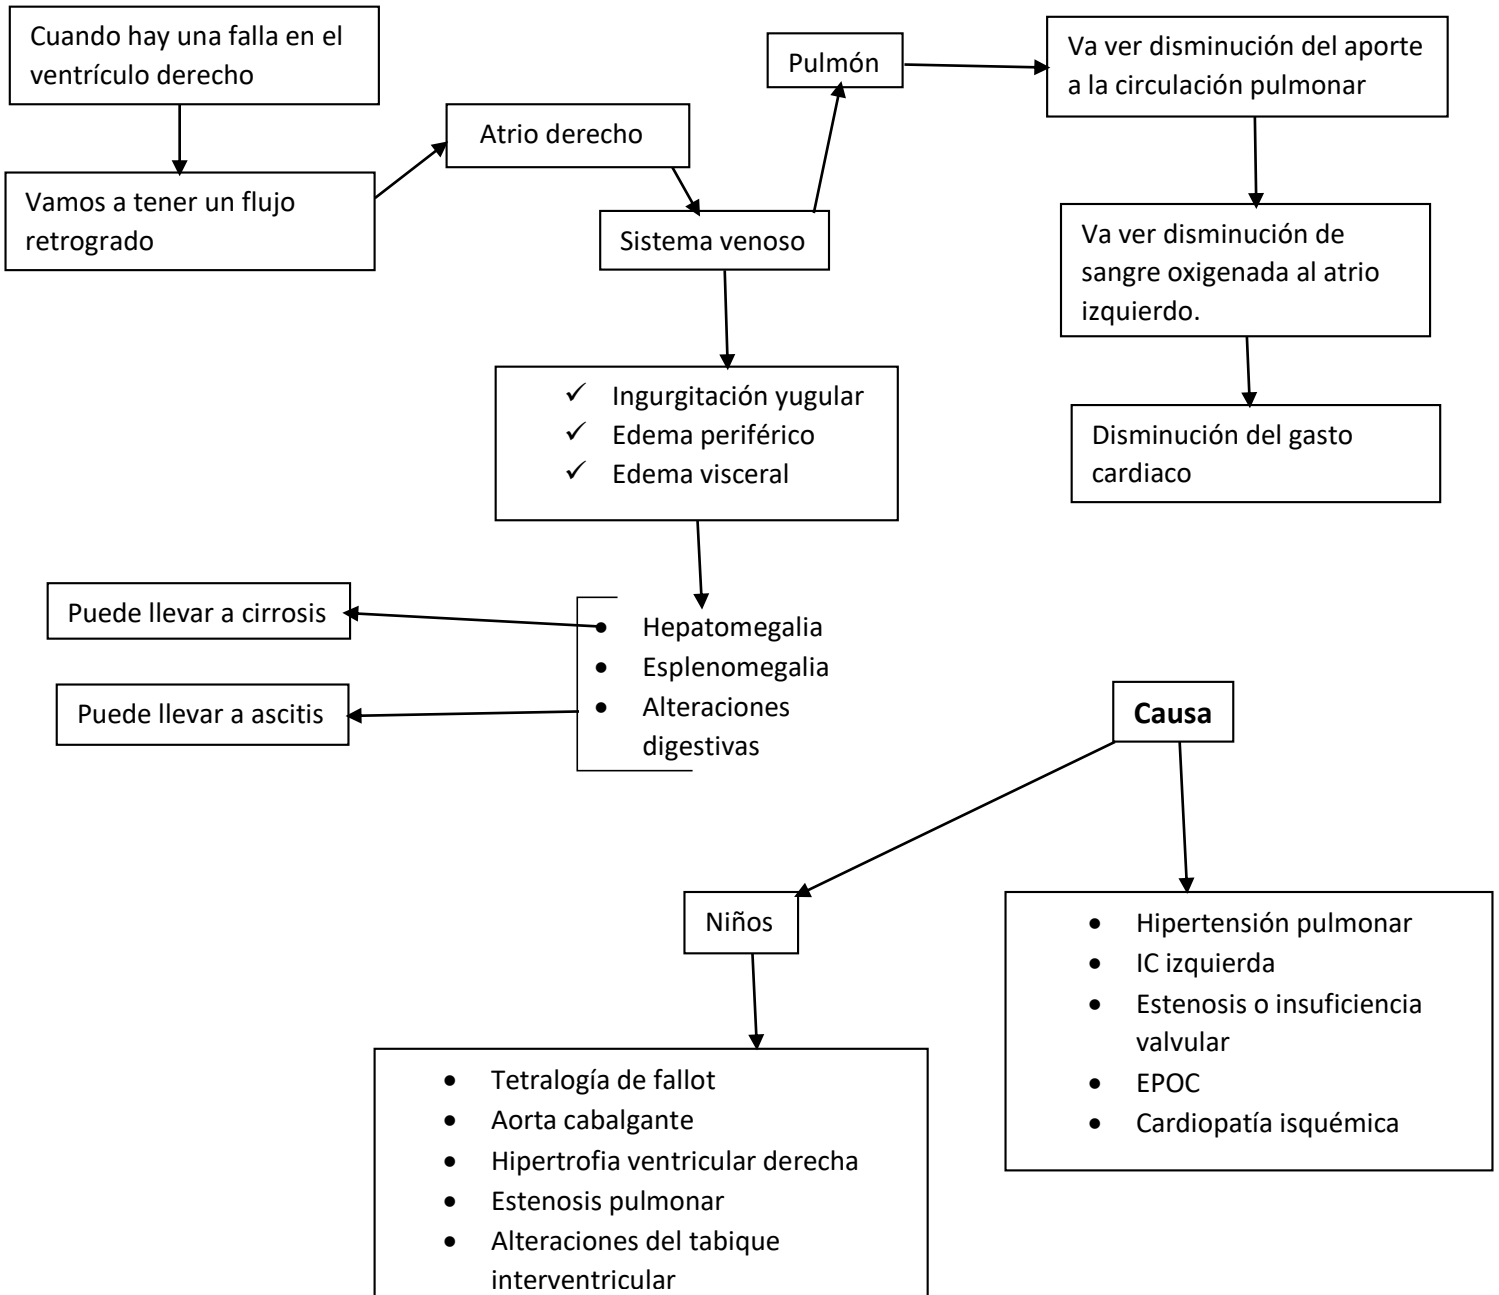 Cuando hay una falla en el
ventrículo derecho
Vamos a tener un flujo
retrogrado
Atrio derecho
Sistema venoso
Pulmón
Va ver disminución del aporte
a la circulación pulmonar
Va ver disminución de
sangre oxigenada al atrio
izquierdo.
Disminución del gasto
cardiaco
✓ Ingurgitación yugular
✓ Edema periférico
✓ Edema visceral
Puede llevar a cirrosis
Puede llevar a ascitis
• Hepatomegalia
• Esplenomegalia
• Alteraciones
digestivas
Causa
Niños
• Hipertensión pulmonar
• IC izquierda
• Estenosis o insuficiencia
valvular
• EPOC
• Cardiopatía isquémica
• Tetralogía de fallot
• Aorta cabalgante
• Hipertrofia ventricular derecha
• Estenosis pulmonar
• Alteraciones del tabique
interventricular